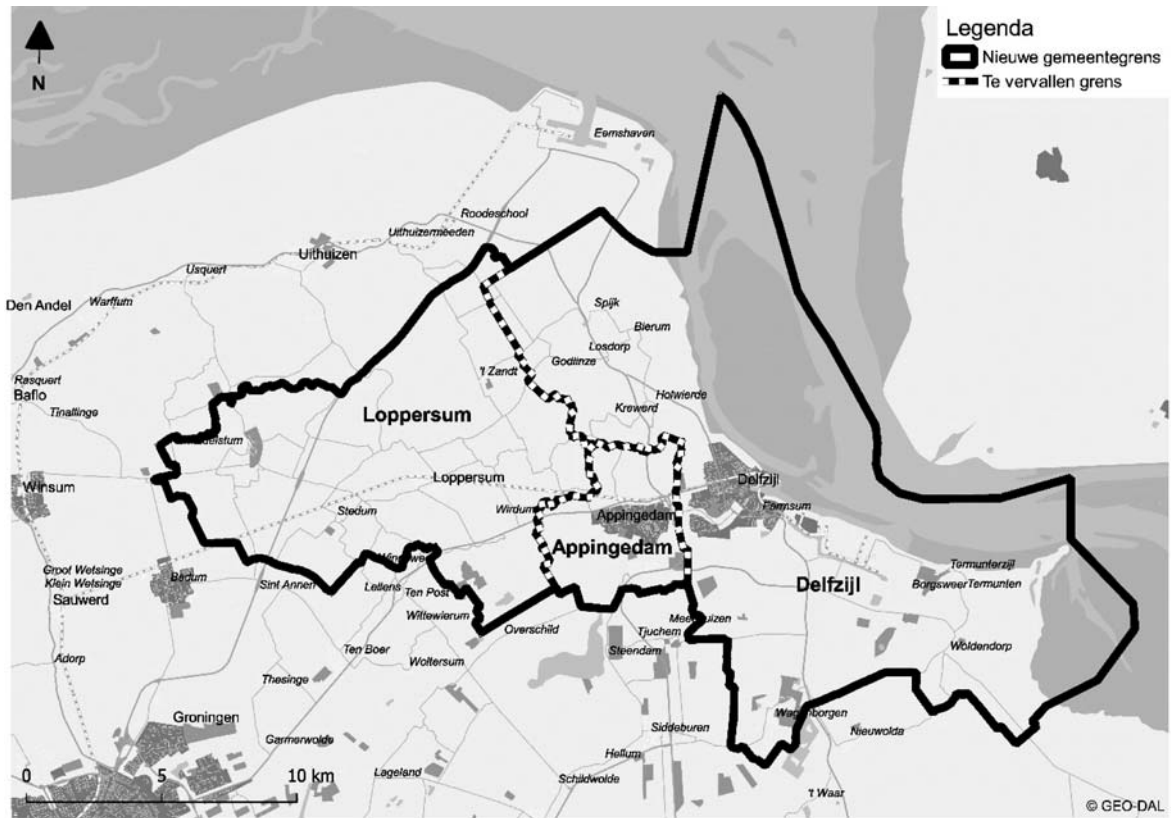 Legenda
Nieuwe gemeentegrens
Te vervallen grens
N
Eemshaven
Roodeschool
Uithuizermeeden
Uithuizen
Usquert
Den Andel
Warffum
Spijk
Bierum
Losdorp
Godlinze
't Zandt
Holwierde
Krewerd
Rasquert
Baflo
Tinallinge
Loppersum
Winsum
Loppersum
Delfzijl
Stedum
Wirdum
Appingedam
Farmsum
Appingedam
Groot Wetsinge
Klein Wetsinge
Sauwerd
Bedum
Sint Annen
Lellens
Ten Post
Wittewierum
Overschild
Delfzijl
Termunterzijl
Borgsweer
Termunten
Tjuchem
Steendam
Woldendorp
Adorp
Ten Boer
Woltersum
Thesinge
Groningen
Garmerwolde
Siddeburen
Wagenborgen
Nieuwolda
Hellum
Lageland
Schildwolde
't Waar
0 5 10 km
© GEO-DAL